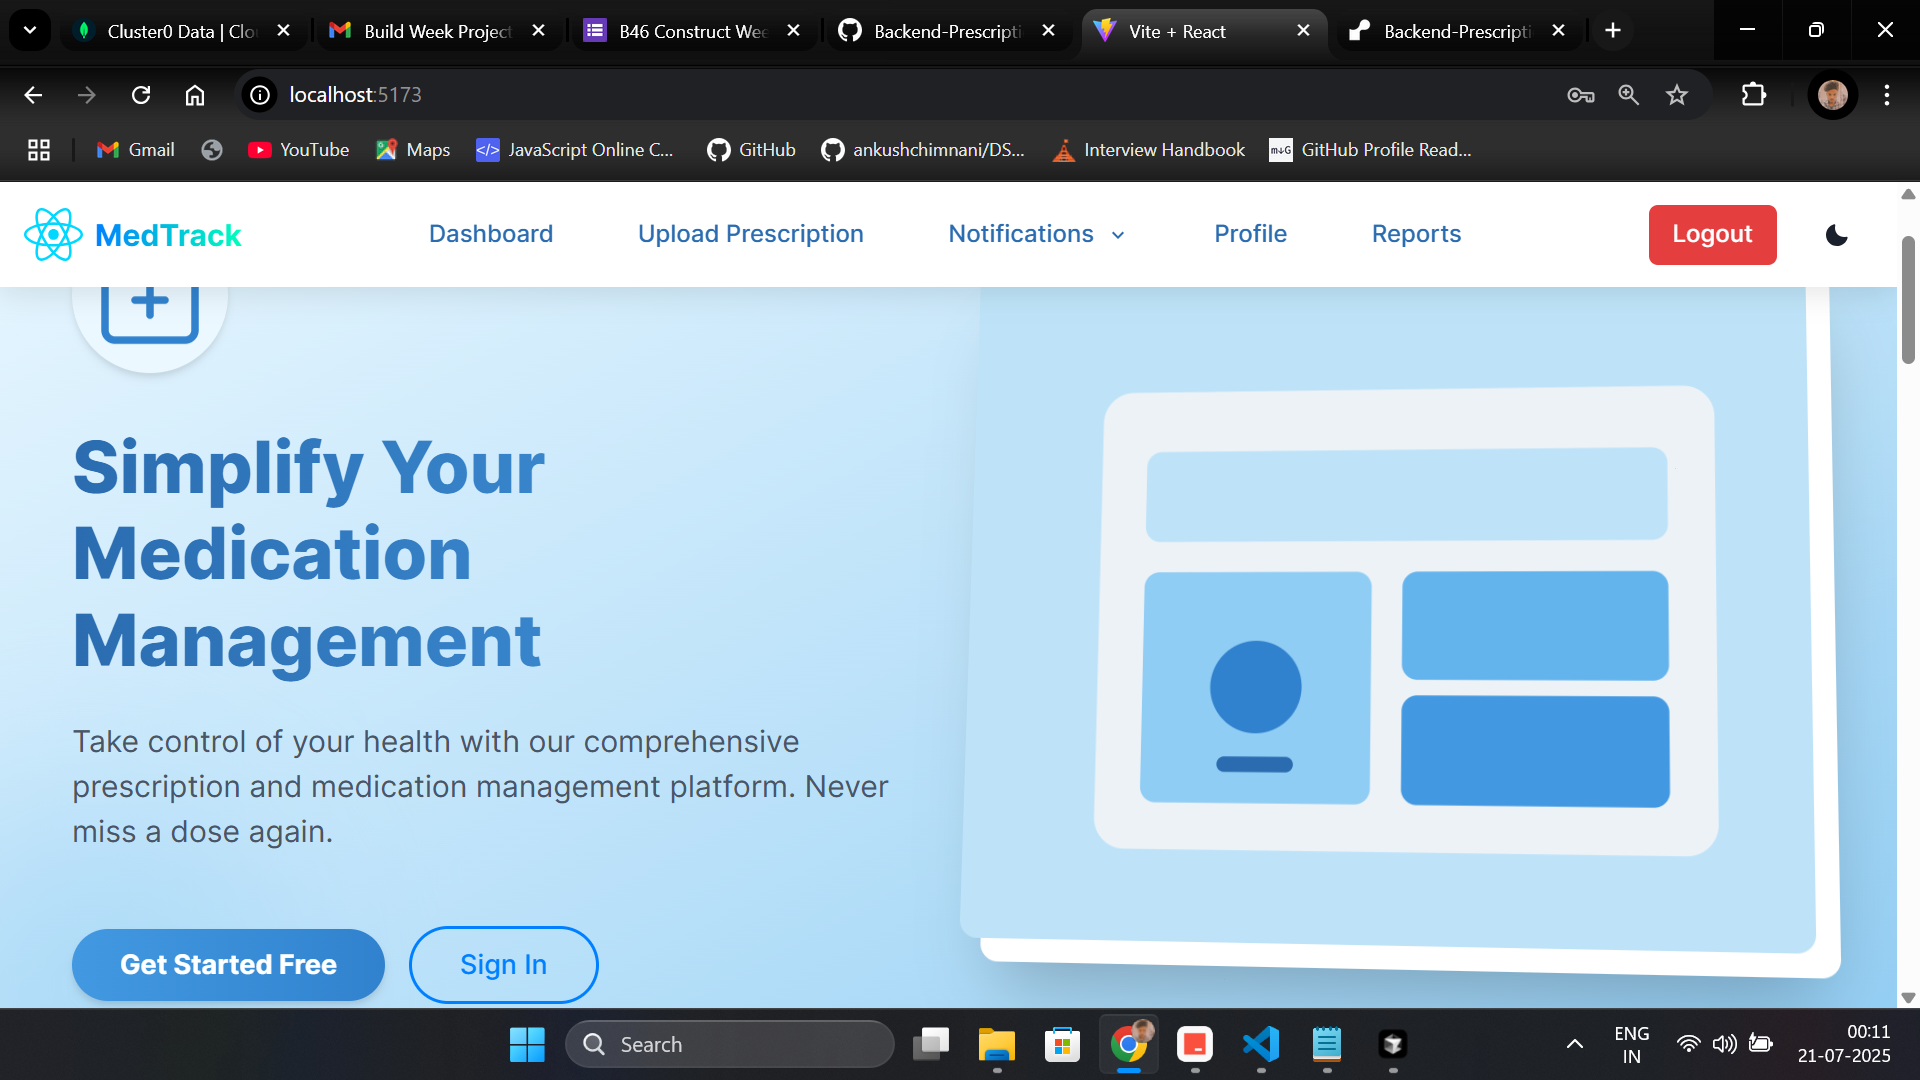 Cluster0 Data | Clo
Build Week Project
B46 Construct Wee
Backend-Prescripti
Vite + React
Backend-Prescripti
localhost:5173
Gmail
YouTube
Maps
JavaScript Online C...
GitHub
ankushchimnani/DS...
Interview Handbook
GitHub Profile Read...
MedTrack
Dashboard
Upload Prescription
Notifications
Profile
Reports
Logout
Simplify Your
Medication
Management
Take control of your health with our comprehensive
prescription and medication management platform. Never
miss a dose again.
Get Started Free
Sign In
Search
ENG
IN
00:11
21-07-2025